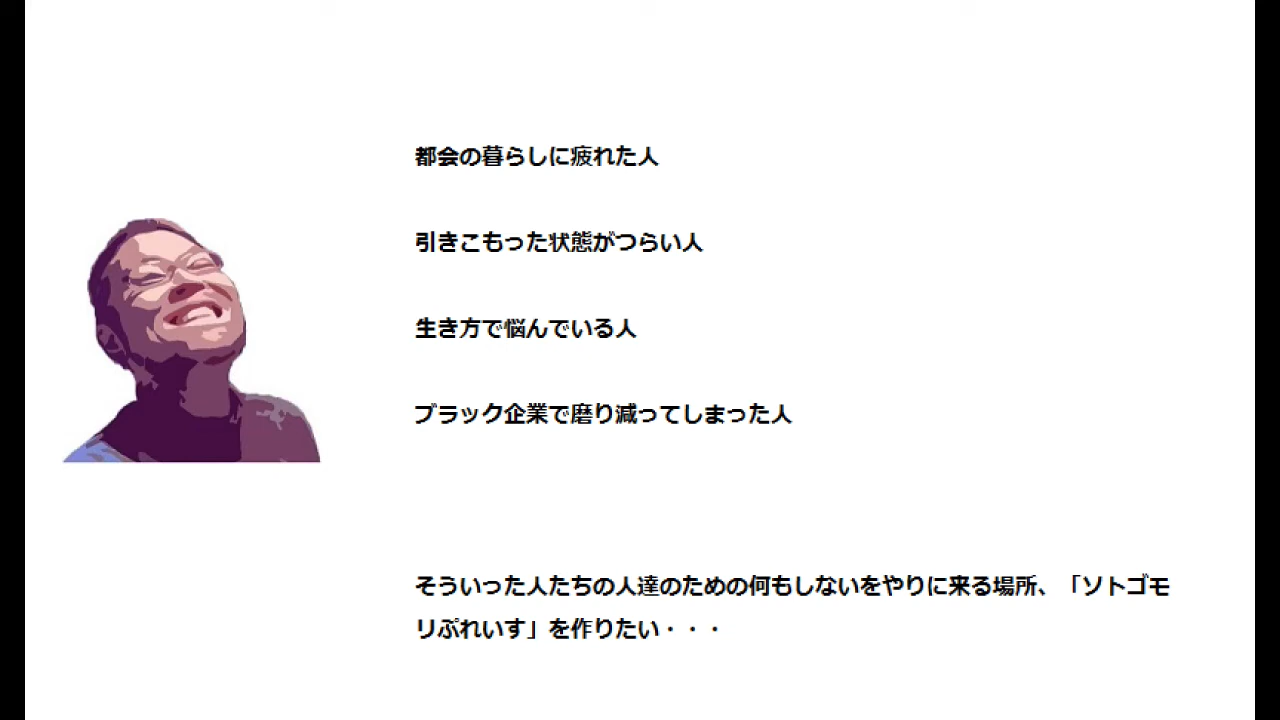 都会の暮らしに疲れた人
引きこもった状態がつらい人
生き方で悩んでいる人
ブラック企業で磨り減ってしまった人
そういった人たちの人達のための何もしないをやりに来る場所、「ソトゴモ
リぷれいす」を作りたい・・・